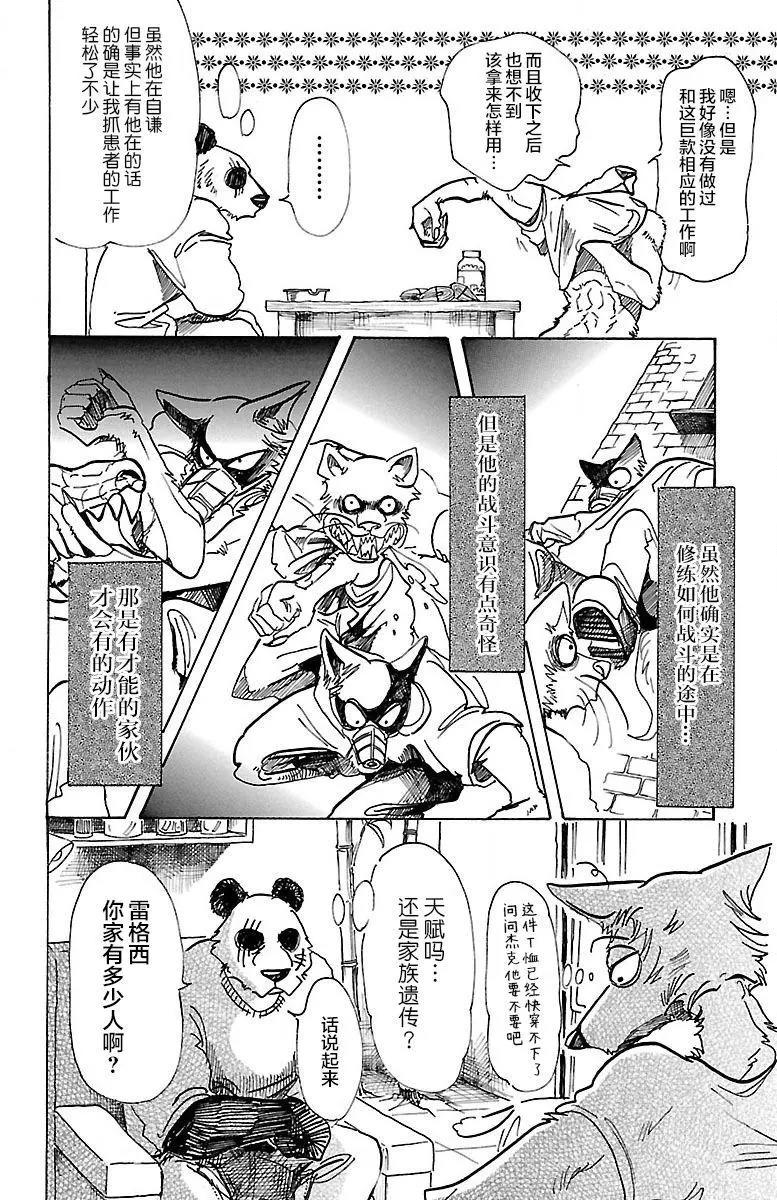 嗯…但是
我好像没有做过
和这巨款相应的工作啊
而且收下之后
也想不到
该拿来怎样用…
………
虽然他在自谦
但事实上有他在的话
的确是让我抓患者的工作
轻松了不少
虽然他确实是在
修练如何战斗的途中…
但是他的战斗意识有点奇怪
那是有才能的家伙
才会有的动作
这件T恤已经快穿不下了
问问杰克他要不要吧
天赋吗…
还是家族遗传？
话说起来
雷格西
你家有多少人啊？